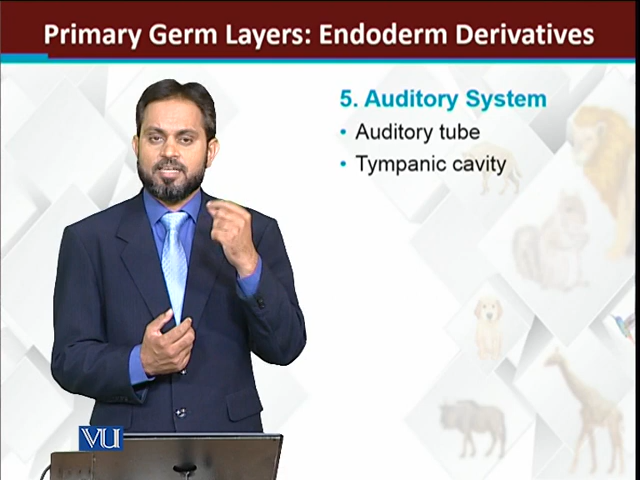 Primary Germ Layers: Endoderm Derivatives
5. Auditory System
• Auditory tube
• Tympanic cavity
VU